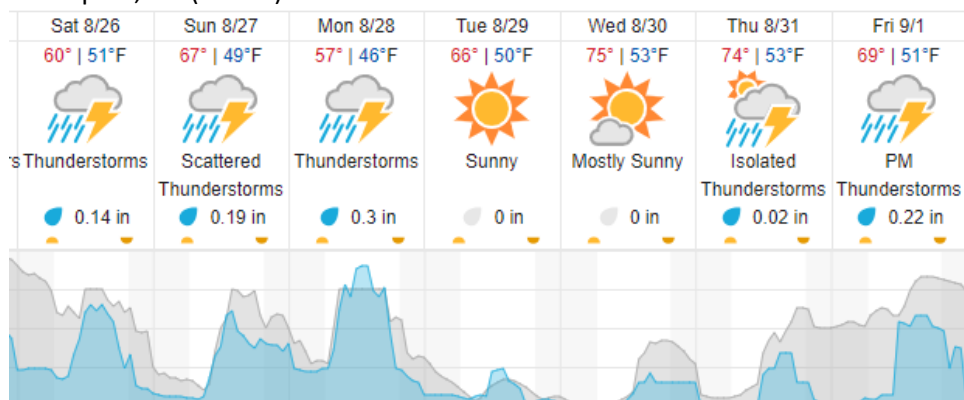 Sat 8/26 Sun 8/27 Mon 8/28 Tue 8/29 Wed 8/30 Thu 8/31 Fri 9/1
60° | 51°F 67° | 49°F 57° | 46°F 66° | 50°F 75° | 53°F 74° | 53°F 69° | 51°F
s Thunderstorms Scattered Thunderstorms Sunny Mostly Sunny Isolated PM
Thunderstorms Thunderstorms Thunderstorms
0.14 in 0.19 in 0.3 in 0 in 0 in 0.02 in 0.22 in